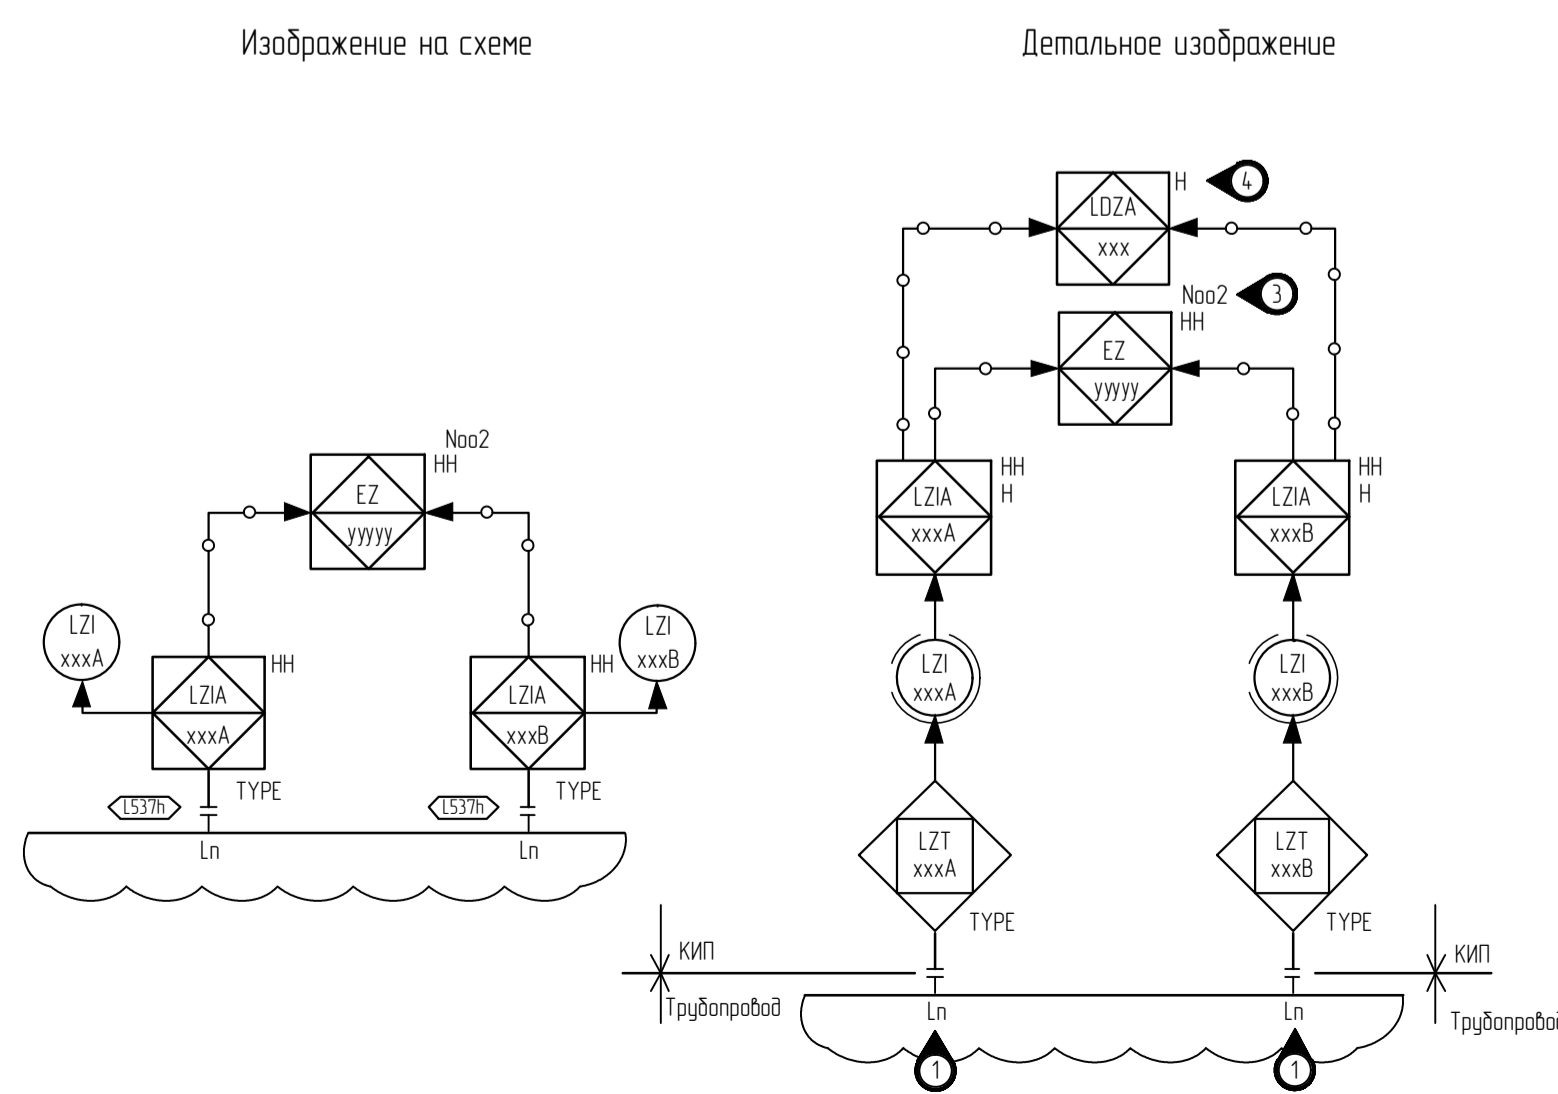 Изображение на схеме
Детальное изображение
Noo2
HH
EZ
yyyyy
LZI
xxxA
LZIA
xxxA
HH
LZIA
xxxB
HH
LZI
xxxB
TYPE
L537h
TYPE
L537h
Ln
Ln
LDZA
xxx
H
4
Noo2
3
HH
EZ
yyyyy
LZIA
xxxA
HH
H
LZIA
xxxB
HH
H
LZI
xxxA
LZI
xxxB
LZT
xxxA
TYPE
LZT
xxxB
TYPE
КИП
Трубопровод
КИП
Трубопровод
Ln
Ln
1
1